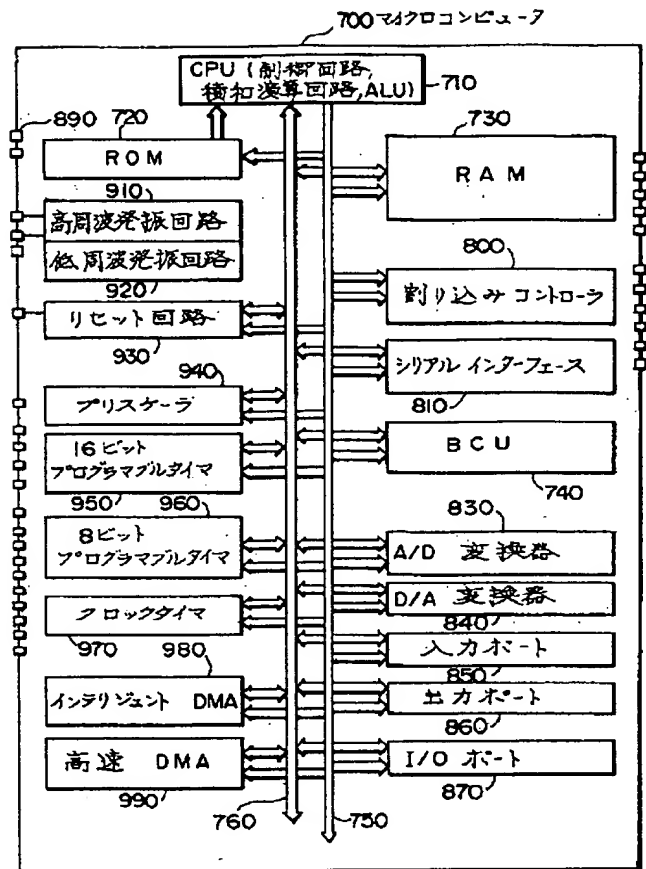 700マイクロコンピュータ
CPU(制御回路,
積和演算回路,ALU)
710
890
720
ROM
730
RAM
910
高周波発振回路
低周波発振回路
920
リセット回路
930
800
割り込みコントローラ
シリアルインターフェース
810
940
プリスケーラ
16ビット
プログラマブルタイマ
950
BCU
740
960
8ビット
プログラマブルタイマ
830
A/D 変換器
D/A 変換器
840
クロックタイマ
970
入力ポート
850
980
インテリジェント DMA
出力ポート
860
高速 DMA
990
I/O ポート
870
760
750